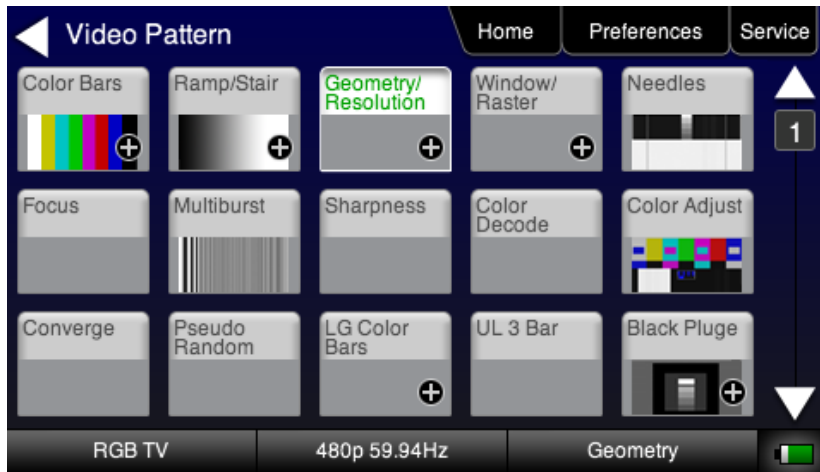 Video Pattern
Home
Preferences
Service
Color Bars
Ramp/Stair
Geometry/
Resolution
Window/
Raster
Needles
1
Focus
Multiburst
Sharpness
Color
Decode
Color Adjust
Converge
Pseudo
Random
LG Color
Bars
UL 3 Bar
Black Pluge
RGB TV
480p 59.94Hz
Geometry